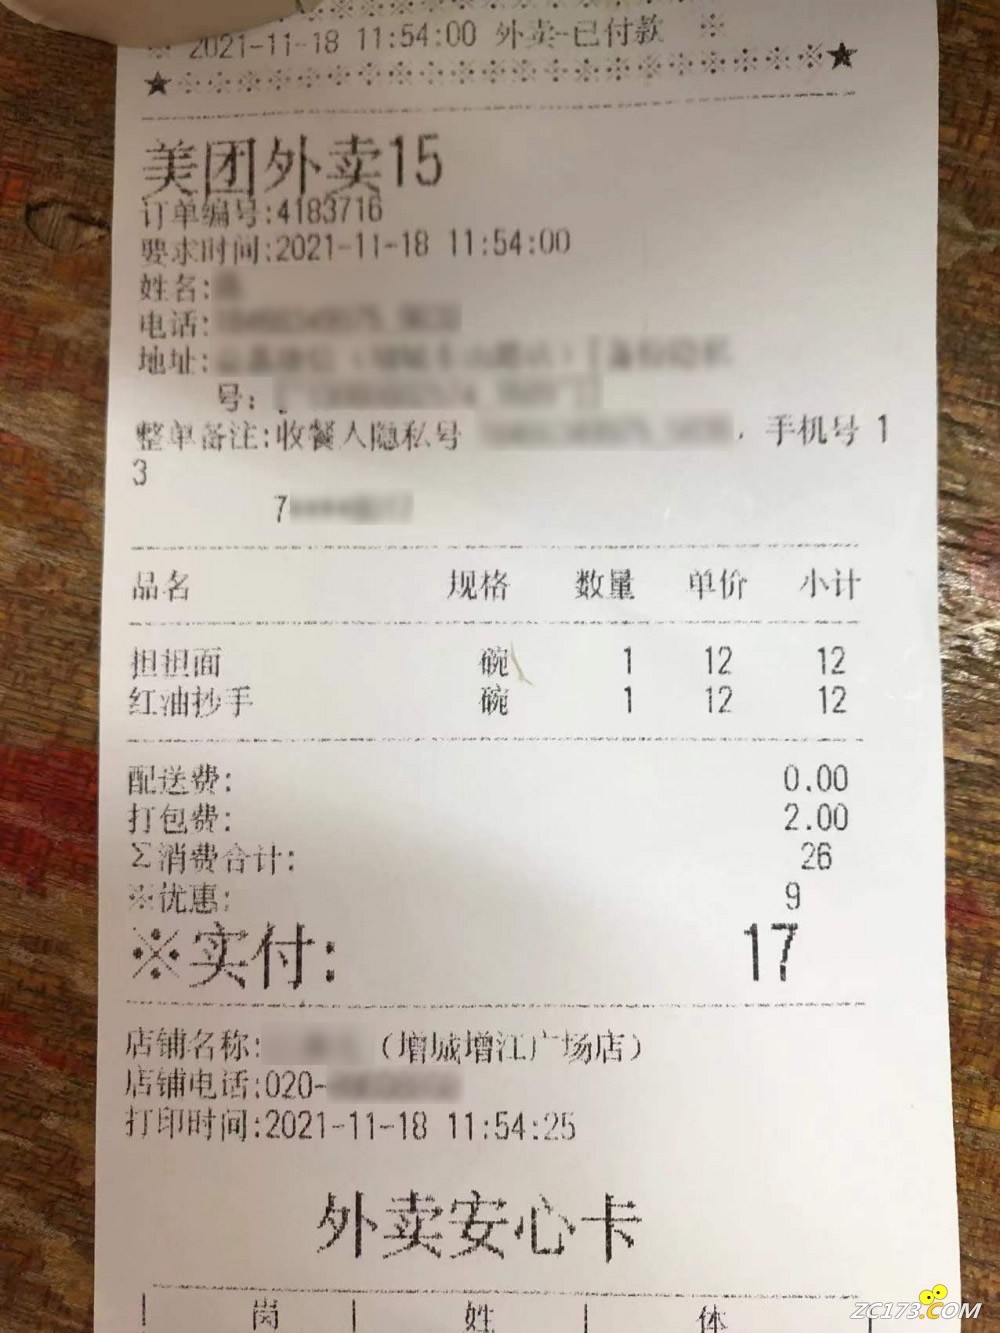 ※ 2021-11-18 11:54:00 外卖-已付款 ※
★※※※※※※※※※※※※※※※※※※※※★
美团外卖15
订单编号:4183716
要求时间:2021-11-18 11:54:00
姓名:
电话:
地址:
号:
整单备注:收餐人隐私号 , 手机号 1
3
7****
品名 规格 数量 单价 小计
担担面 碗 1 12 12
红油抄手 碗 1 12 12
配送费: 0.00
打包费: 2.00
Σ消费合计: 26
※优惠: 9
※实付: 17
店铺名称: (增城增江广场店)
店铺电话:020-
打印时间:2021-11-18 11:54:25
外卖安心卡
岗 姓 体
ZC173.COM